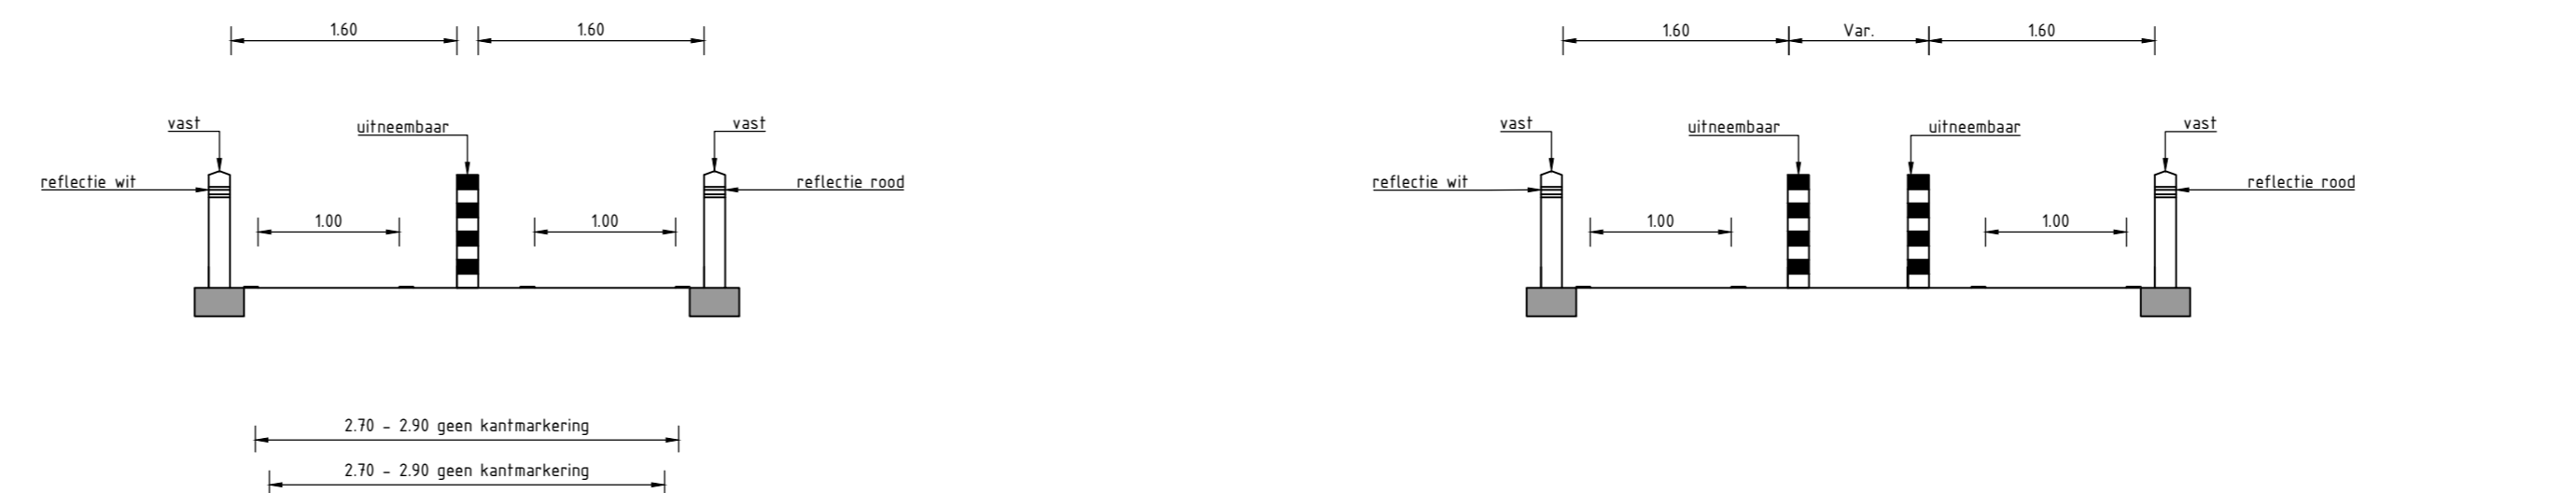 1.60 1.60
vast uitneembaar vast
reflectie wit reflectie rood
1.00 1.00
2.70 - 2.90 geen kantmarkering
2.70 - 2.90 geen kantmarkering
1.60 Var. 1.60
vast uitneembaar uitneembaar vast
reflectie wit reflectie rood
1.00 1.00